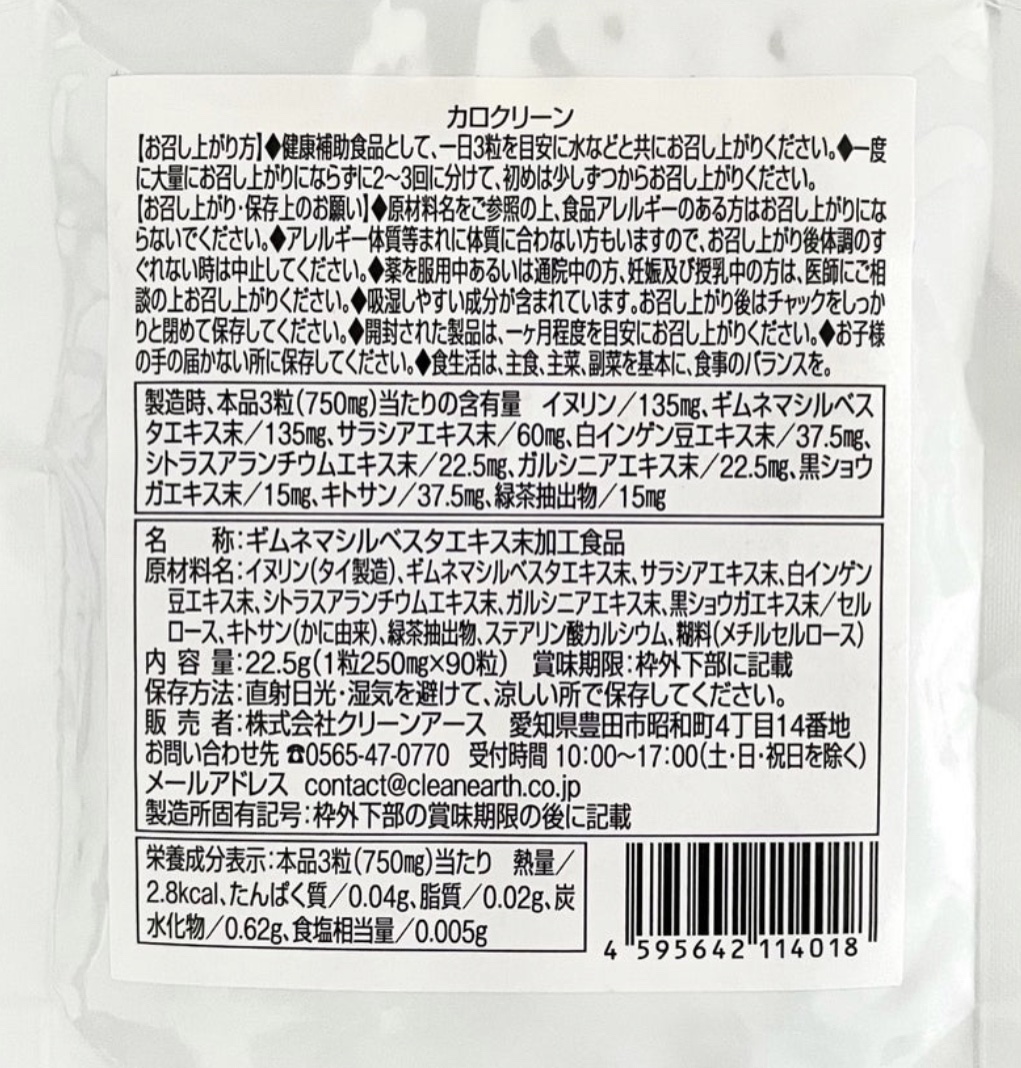 カロクリーン
【お召し上がり方】◆健康補助食品として、一日3粒を目安に水などと共にお召し上がりください。◆一度
に大量にお召し上がりにならずに2～3回に分けて、初めは少しずつからお召し上がりください。
【お召し上がり・保存上のお願い】◆原材料名をご参照の上、食品アレルギーのある方はお召し上がりにな
らないでください。◆アレルギー体質等まれに体質に合わない方もいますので、お召し上がり後体調のす
ぐれない時は中止してください。◆薬を服用中あるいは通院中の方、妊娠及び授乳中の方は、医師にご相
談の上お召し上がりください。◆吸湿しやすい成分が含まれています。お召し上がり後はチャックをしっか
りと閉めて保存してください。◆開封された製品は、一ヶ月程度を目安にお召し上がりください。◆お子様
の手の届かない所に保存してください。◆食生活は、主食、主菜、副菜を基本に、食事のバランスを。
製造時、本品3粒(750mg)当たりの含有量　イヌリン／135mg、ギムネマシルベス
タエキス末／135mg、サラシアエキス末／60mg、白インゲン豆エキス末／37.5mg、
シトラスアランチウムエキス末／22.5mg、ガルシニアエキス末／22.5mg、黒ショウ
ガエキス末／15mg、キトサン／37.5mg、緑茶抽出物／15mg
名　　称：ギムネマシルベスタエキス末加工食品
原材料名：イヌリン(タイ製造)、ギムネマシルベスタエキス末、サラシアエキス末、白インゲン
豆エキス末、シトラスアランチウムエキス末、ガルシニアエキス末、黒ショウガエキス末／セル
ロース、キトサン(かに由来)、緑茶抽出物、ステアリン酸カルシウム、糊料(メチルセルロース)
内 容 量：22.5g(1粒250mg×90粒)　賞味期限：枠外下部に記載
保存方法：直射日光・湿気を避けて、涼しい所で保存してください。
販 売 者：株式会社クリーンアース　愛知県豊田市昭和町4丁目14番地
お問い合わせ先 ☎0565-47-0770　受付時間 10:00～17:00(土・日・祝日を除く)
メールアドレス contact@cleanearth.co.jp
製造所固有記号：枠外下部の賞味期限の後に記載
栄養成分表示：本品3粒(750mg)当たり　熱量／
2.8kcal、たんぱく質／0.04g、脂質／0.02g、炭
水化物／0.62g、食塩相当量／0.005g
4 595642 114018